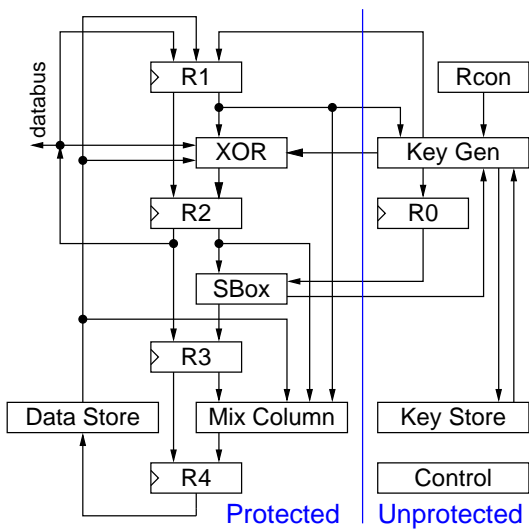 R1
Rcon
databus
XOR
Key Gen
R2
R0
SBox
R3
Data Store
Mix Column
Key Store
R4
Control
Protected
Unprotected